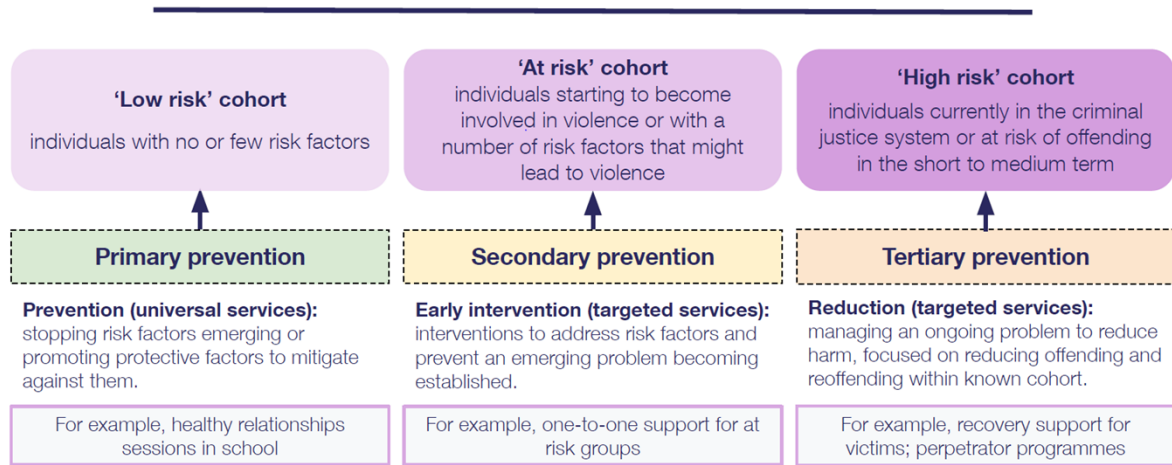 ‘Low risk’ cohort
individuals with no or few risk factors
‘At risk’ cohort
individuals starting to become
involved in violence or with a
number of risk factors that might
lead to violence
‘High risk’ cohort
individuals currently in the criminal
justice system or at risk of offending
in the short to medium term
Primary prevention
Secondary prevention
Tertiary prevention
Prevention (universal services):
stopping risk factors emerging or
promoting protective factors to mitigate
against them.
Early intervention (targeted services):
interventions to address risk factors and
prevent an emerging problem becoming
established.
Reduction (targeted services):
managing an ongoing problem to reduce
harm, focused on reducing offending and
reoffending within known cohort.
For example, healthy relationships
sessions in school
For example, one-to-one support for at
risk groups
For example, recovery support for
victims; perpetrator programmes